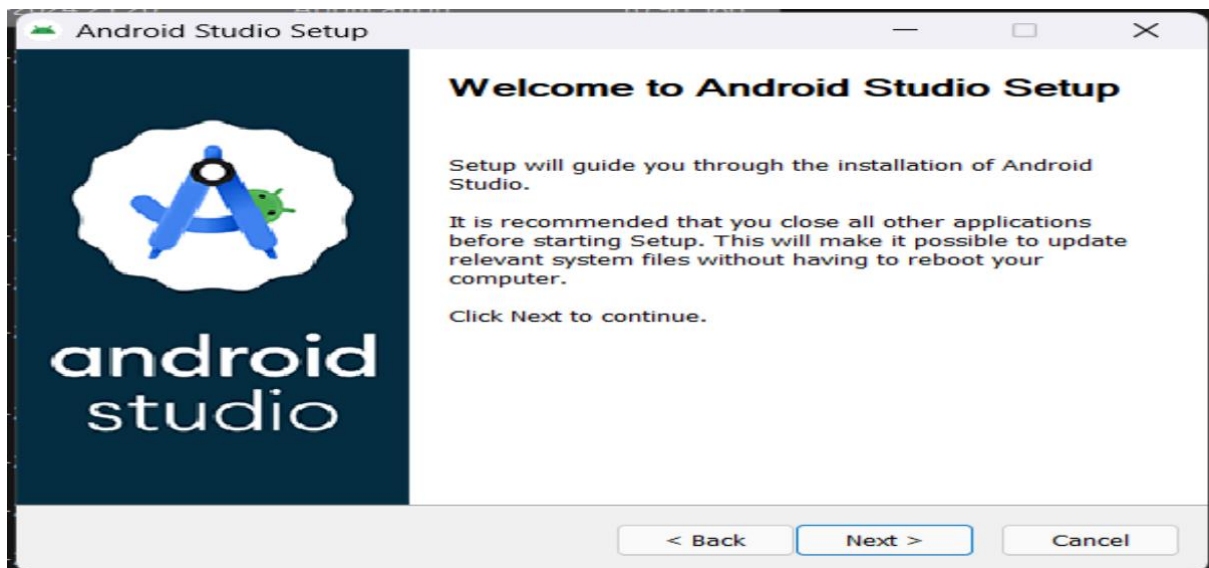 Android Studio Setup
Welcome to Android Studio Setup
Setup will guide you through the installation of Android
Studio.
It is recommended that you close all other applications
before starting Setup. This will make it possible to update
relevant system files without having to reboot your
computer.
Click Next to continue.
android
studio
< Back
Next >
Cancel